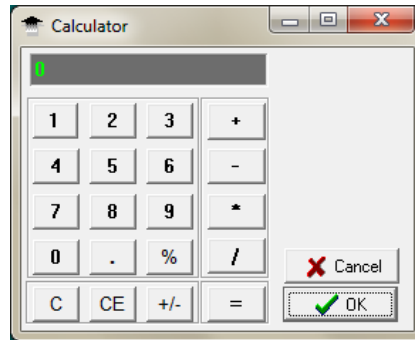 Calculator
0
1 2 3 +
4 5 6 -
7 8 9 *
0 . % /
Cancel
C CE +/- =
OK